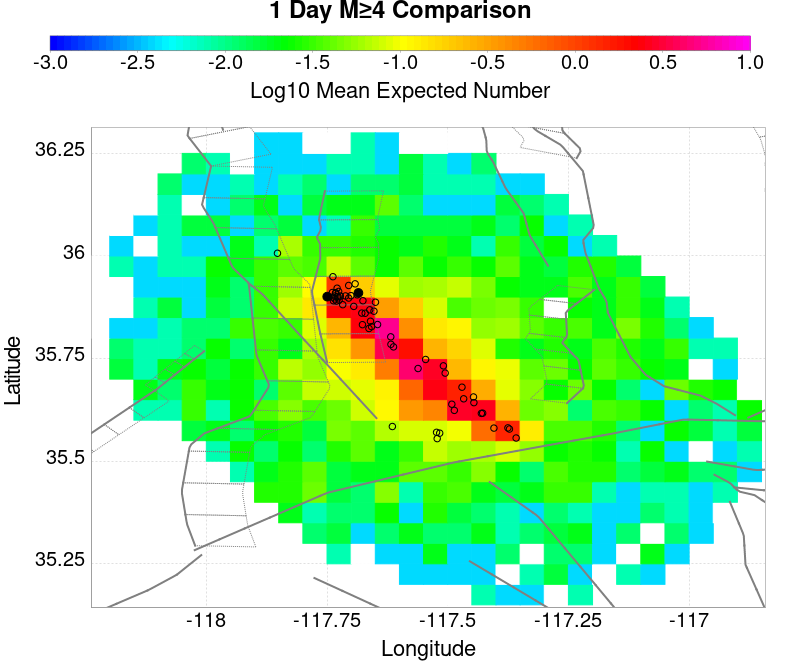 1 Day M≥4 Comparison
-3.0 -2.5 -2.0 -1.5 -1.0 -0.5 0.0 0.5 1.0
Log10 Mean Expected Number
36.25
36
35.75
35.5
35.25
Latitude
-118 -117.75 -117.5 -117.25 -117
Longitude